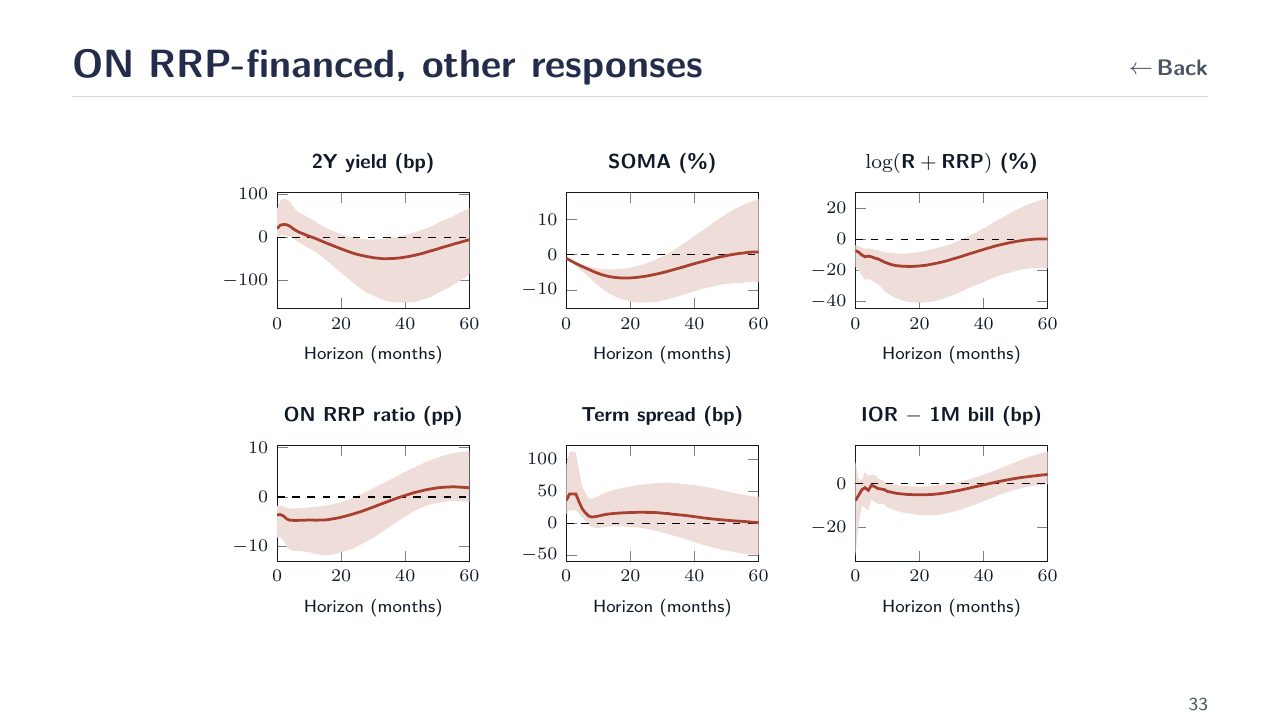 ON RRP-financed, other responses
← Back
2Y yield (bp)
SOMA (%)
log(R + RRP) (%)
100
0
−100
0 20 40 60
Horizon (months)
10
0
−10
0 20 40 60
Horizon (months)
20
0
−20
−40
0 20 40 60
Horizon (months)
ON RRP ratio (pp)
Term spread (bp)
IOR − 1M bill (bp)
10
0
−10
0 20 40 60
Horizon (months)
100
50
0
−50
0 20 40 60
Horizon (months)
0
−20
0 20 40 60
Horizon (months)
33